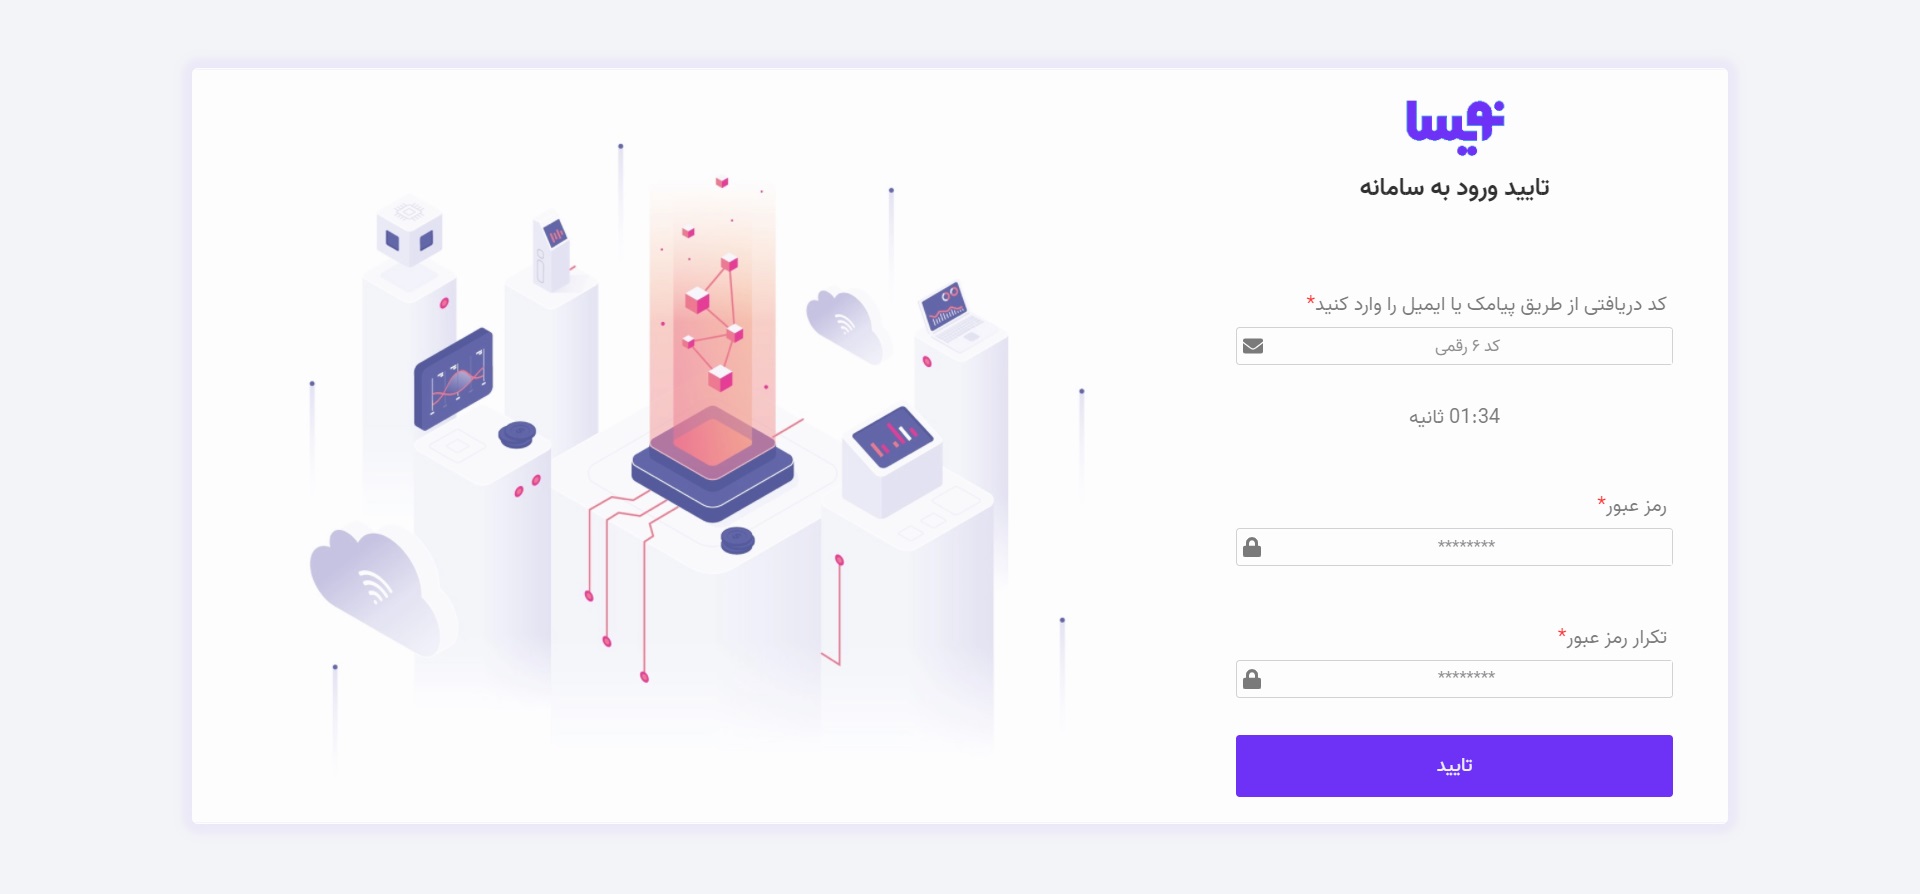 نویسا
تایید ورود به سامانه
کد دریافتی از طریق پیامک یا ایمیل را وارد کنید*
کد ۶ رقمی
01:34 ثانیه
رمز عبور*
********
تکرار رمز عبور*
********
تایید